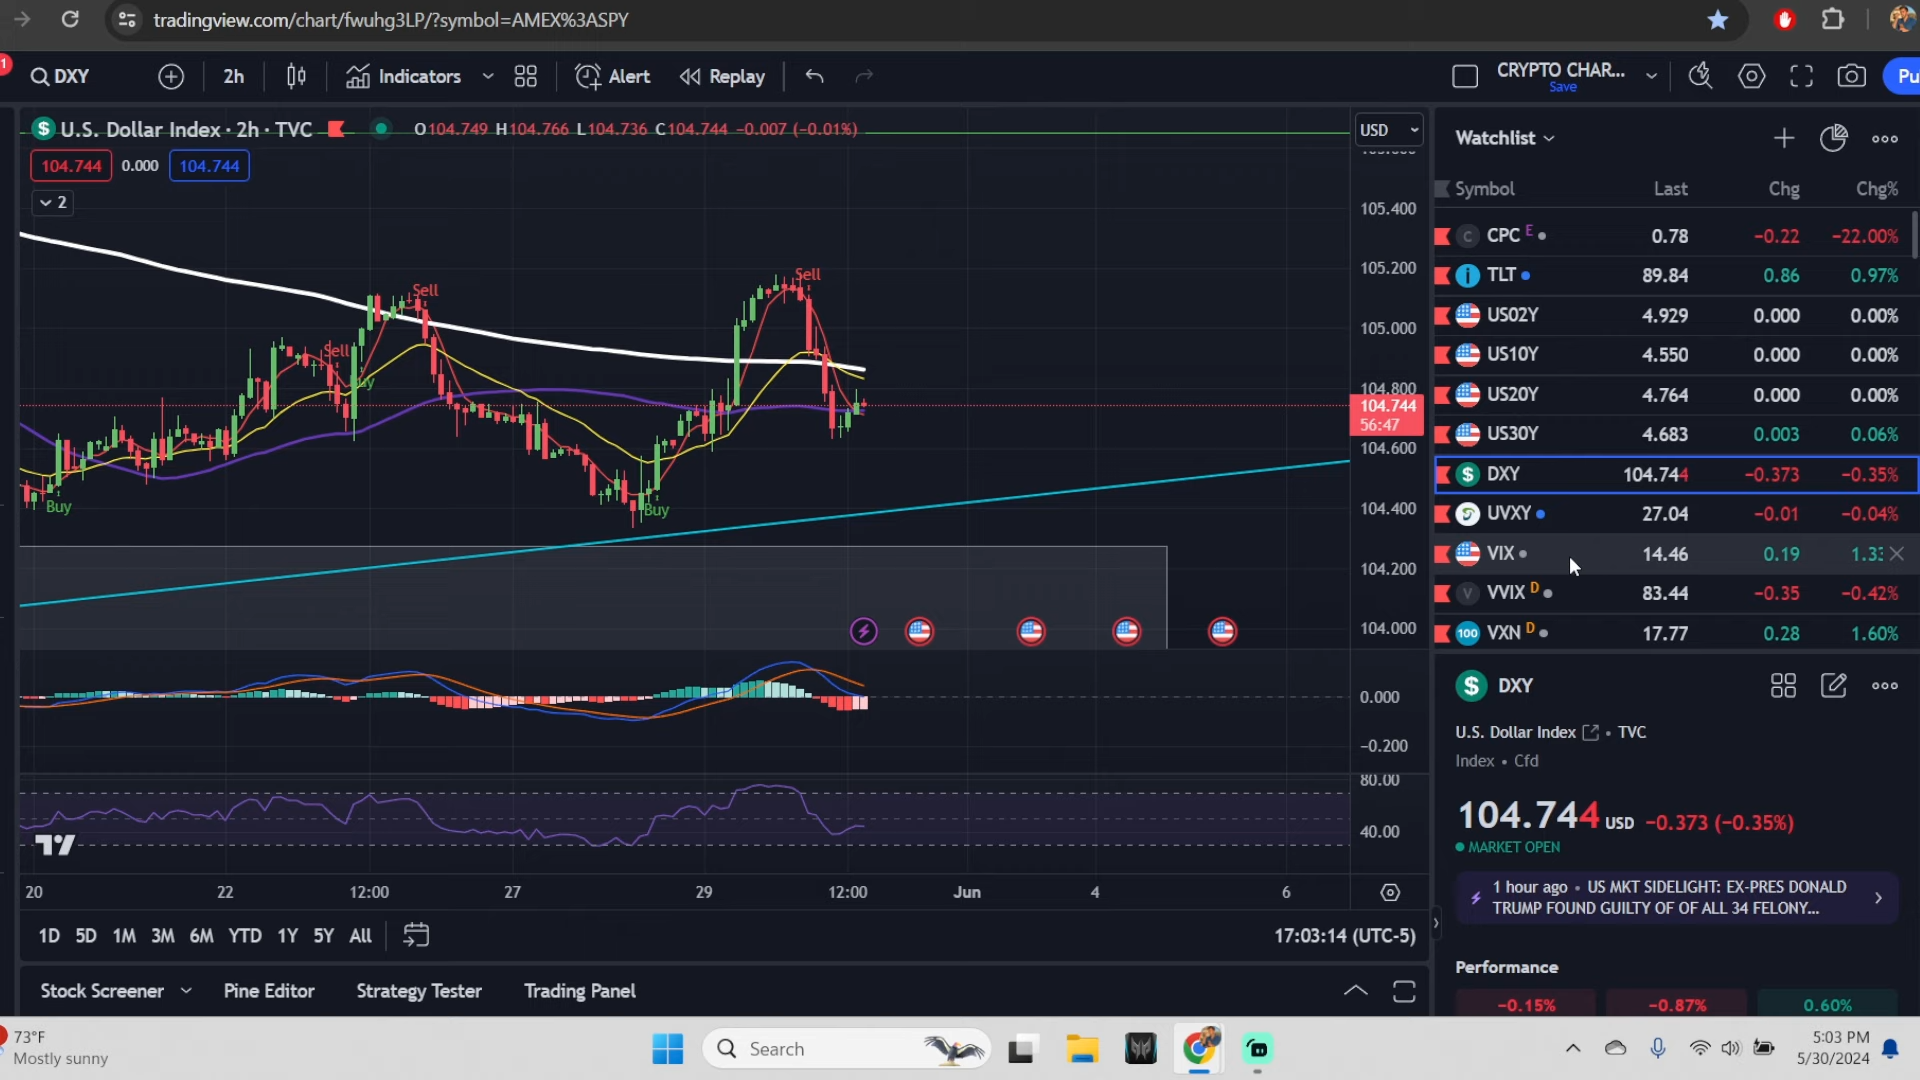 tradingview.com/chart/fwuhg3LP/?symbol=AMEX%3ASPY
1
DXY
2h
Indicators
Alert
Replay
CRYPTO CHAR...
Save
Pu
$ U.S. Dollar Index · 2h · TVC
O104.749 H104.766 L104.736 C104.744 −0.007 (−0.01%)
USD
104.744 0.000 104.744
2
105.400
105.200
105.000
104.800
104.744
56:47
104.600
104.400
104.200
104.000
Sell
Sell
Sell
Buy
Buy
0.000
−0.200
80.00
40.00
20 22 12:00 27 29 12:00 Jun 4 6
1D 5D 1M 3M 6M YTD 1Y 5Y All
17:03:14 (UTC-5)
Stock Screener Pine Editor Strategy Tester Trading Panel
Watchlist
Symbol Last Chg Chg%
C CPC E 0.78 −0.22 −22.00%
TLT 89.84 0.86 0.97%
US02Y 4.929 0.000 0.00%
US10Y 4.550 0.000 0.00%
US20Y 4.764 0.000 0.00%
US30Y 4.683 0.003 0.06%
$ DXY 104.744 −0.373 −0.35%
UVXY 27.04 −0.01 −0.04%
VIX 14.46 0.19 1.33
V VVIX D 83.44 −0.35 −0.42%
100 VXN D 17.77 0.28 1.60%
$ DXY
U.S. Dollar Index • TVC
Index • Cfd
104.744 USD −0.373 (−0.35%)
MARKET OPEN
1 hour ago • US MKT SIDELIGHT: EX-PRES DONALD
TRUMP FOUND GUILTY OF OF ALL 34 FELONY...
Performance
−0.15% −0.87% 0.60%
73°F
Mostly sunny
Search
5:03 PM
5/30/2024